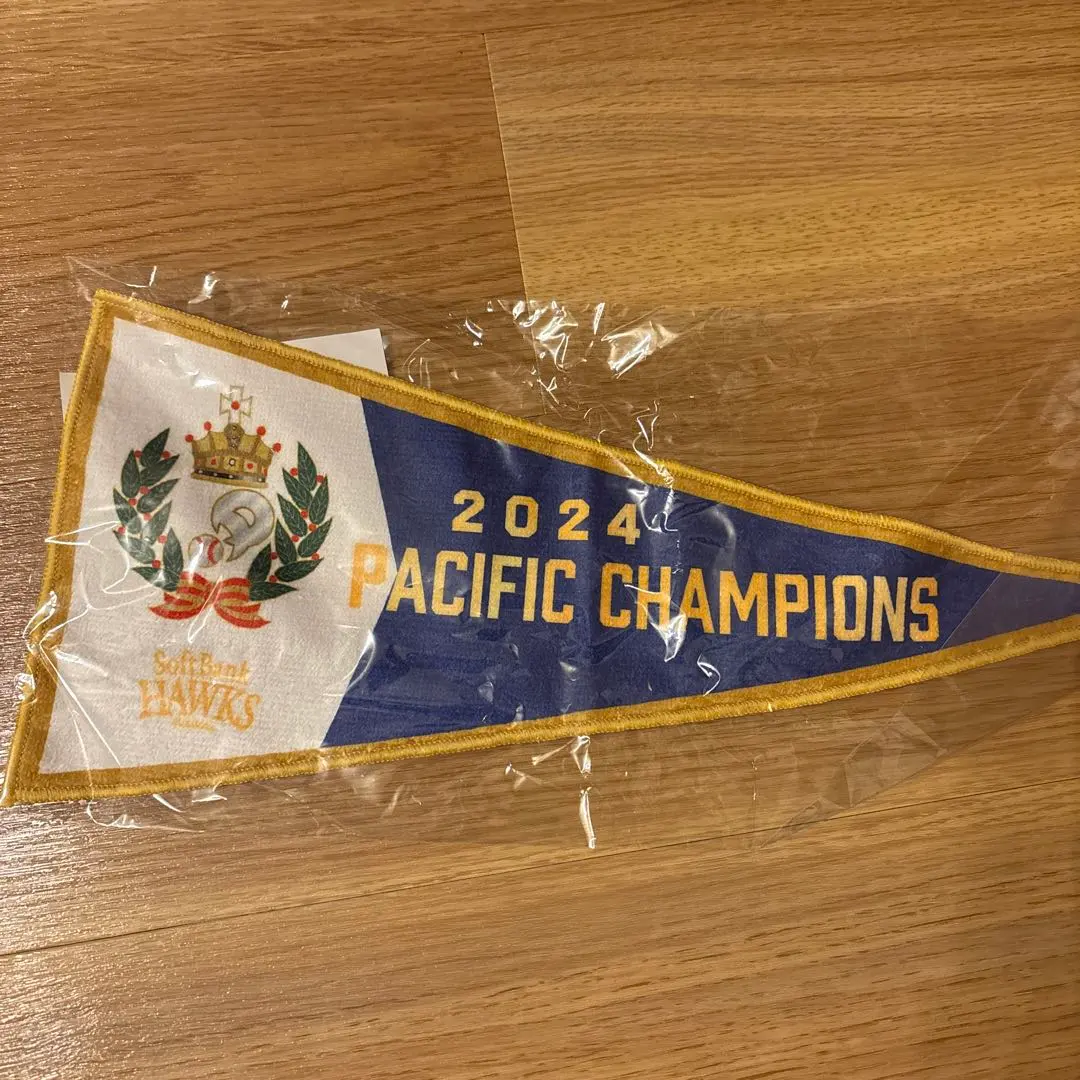 2024
PACIFIC CHAMPIONS
SoftBank
HAWKS